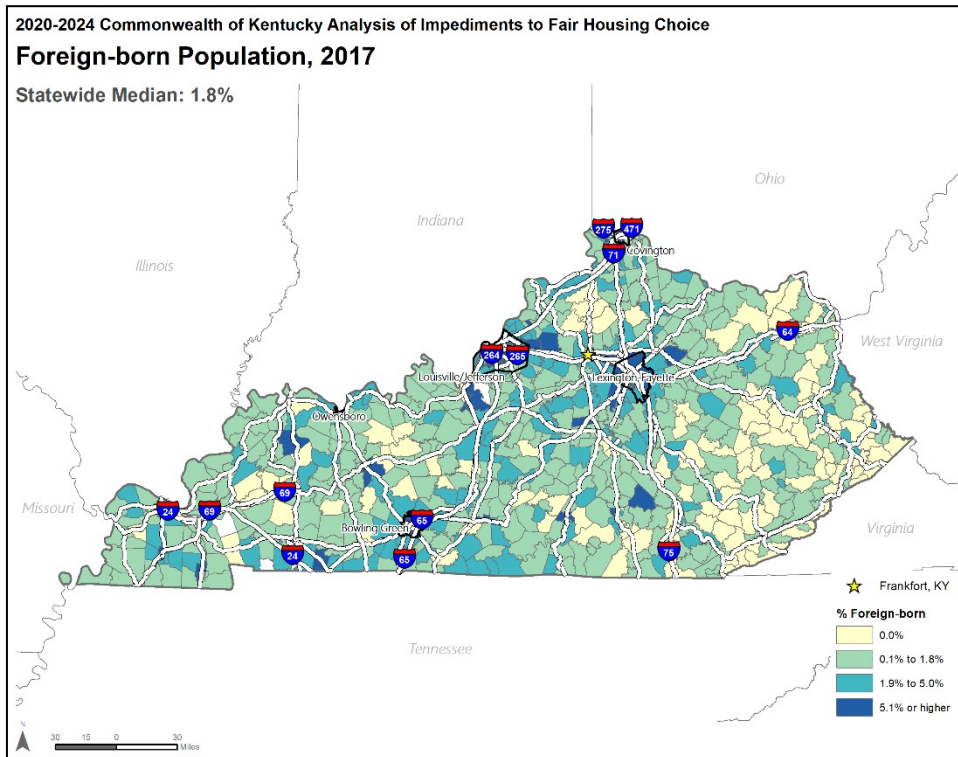 2020-2024 Commonwealth of Kentucky Analysis of Impediments to Fair Housing Choice
Foreign-born Population, 2017
Statewide Median: 1.8%
Ohio
Indiana
275
471
Covington
71
Illinois
64
West Virginia
264
265
Louisville/Jefferson
Lexington, Fayette
Owensboro
69
Missouri
24
69
65
Bowling Green
Virginia
24
65
75
Frankfort, KY
% Foreign-born
0.0%
0.1% to 1.8%
1.9% to 5.0%
5.1% or higher
Tennessee
N
30 15 0 30
Miles